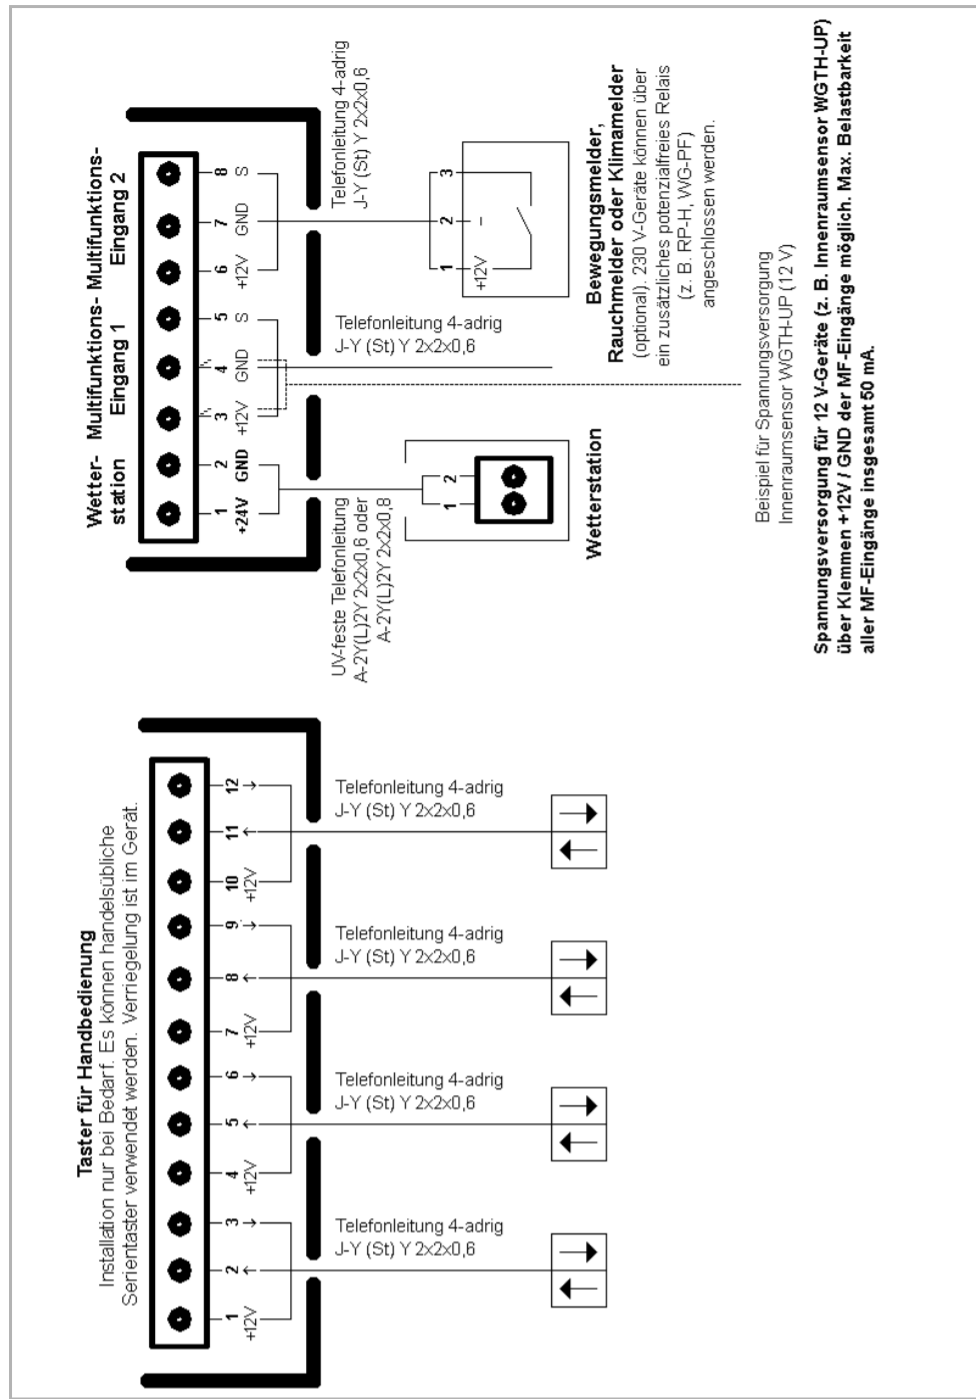 Taster für Handbedienung
Installation nur bei Bedarf. Es können handelsübliche
Serientaster verwendet werden. Verriegelung ist im Gerät.
1 2 3 4 5 6 7 8 9 10 11 12
+12V ← → +12V ← → +12V ← → +12V ← →
Telefonleitung 4-adrig
J-Y (St) Y 2x2x0,6
Telefonleitung 4-adrig
J-Y (St) Y 2x2x0,6
Telefonleitung 4-adrig
J-Y (St) Y 2x2x0,6
Telefonleitung 4-adrig
J-Y (St) Y 2x2x0,6
Wetter-
station
Multifunktions-
Eingang 1
Multifunktions-
Eingang 2
1 2 3 4 5 6 7 8
+24V GND +12V GND S +12V GND S
UV-feste Telefonleitung
A-2Y(L)2Y 2x2x0,6 oder
A-2Y(L)2Y 2x2x0,8
Telefonleitung 4-adrig
J-Y (St) Y 2x2x0,6
Telefonleitung 4-adrig
J-Y (St) Y 2x2x0,6
1 2
Wetterstation
1 2 3
+12V –
Bewegungsmelder,
Rauchmelder oder Klimamelder
(optional). 230 V-Geräte können über
ein zusätzliches potenzialfreies Relais
(z. B. RP-H, WG-PF)
angeschlossen werden.
Beispiel für Spannungsversorgung
Innenraumsensor WGTH-UP (12 V)
Spannungsversorgung für 12 V-Geräte (z. B. Innenraumsensor WGTH-UP)
über Klemmen +12V / GND der MF-Eingänge möglich. Max. Belastbarkeit
aller MF-Eingänge insgesamt 50 mA.